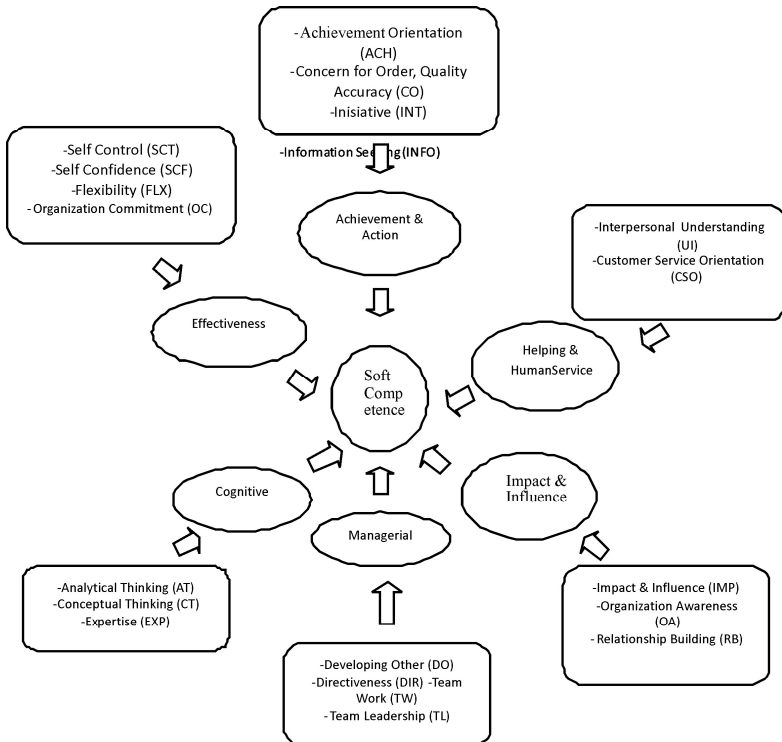 -Achievement Orientation
(ACH)
-Concern for Order, Quality
Accuracy (CO)
-Inisiative (INT)
-Information (INFO)
-Self Control (SCT)
-Self Confidence (SCF)
-Flexibility (FLX)
-Organization Commitment (OC)
Achievement &
Action
-Interpersonal Understanding
(UI)
-Customer Service Orientation
(CSO)
Effectiveness
Helping &
HumanService
Soft
Comp
etence
Cognitive
Impact &
Influence
Managerial
-Analytical Thinking (AT)
-Conceptual Thinking (CT)
-Expertise (EXP)
-Impact & Influence (IMP)
-Organization Awareness
(OA)
-Relationship Building (RB)
-Developing Other (DO)
-Directiveness (DIR) -Team
Work (TW)
-Team Leadership (TL)